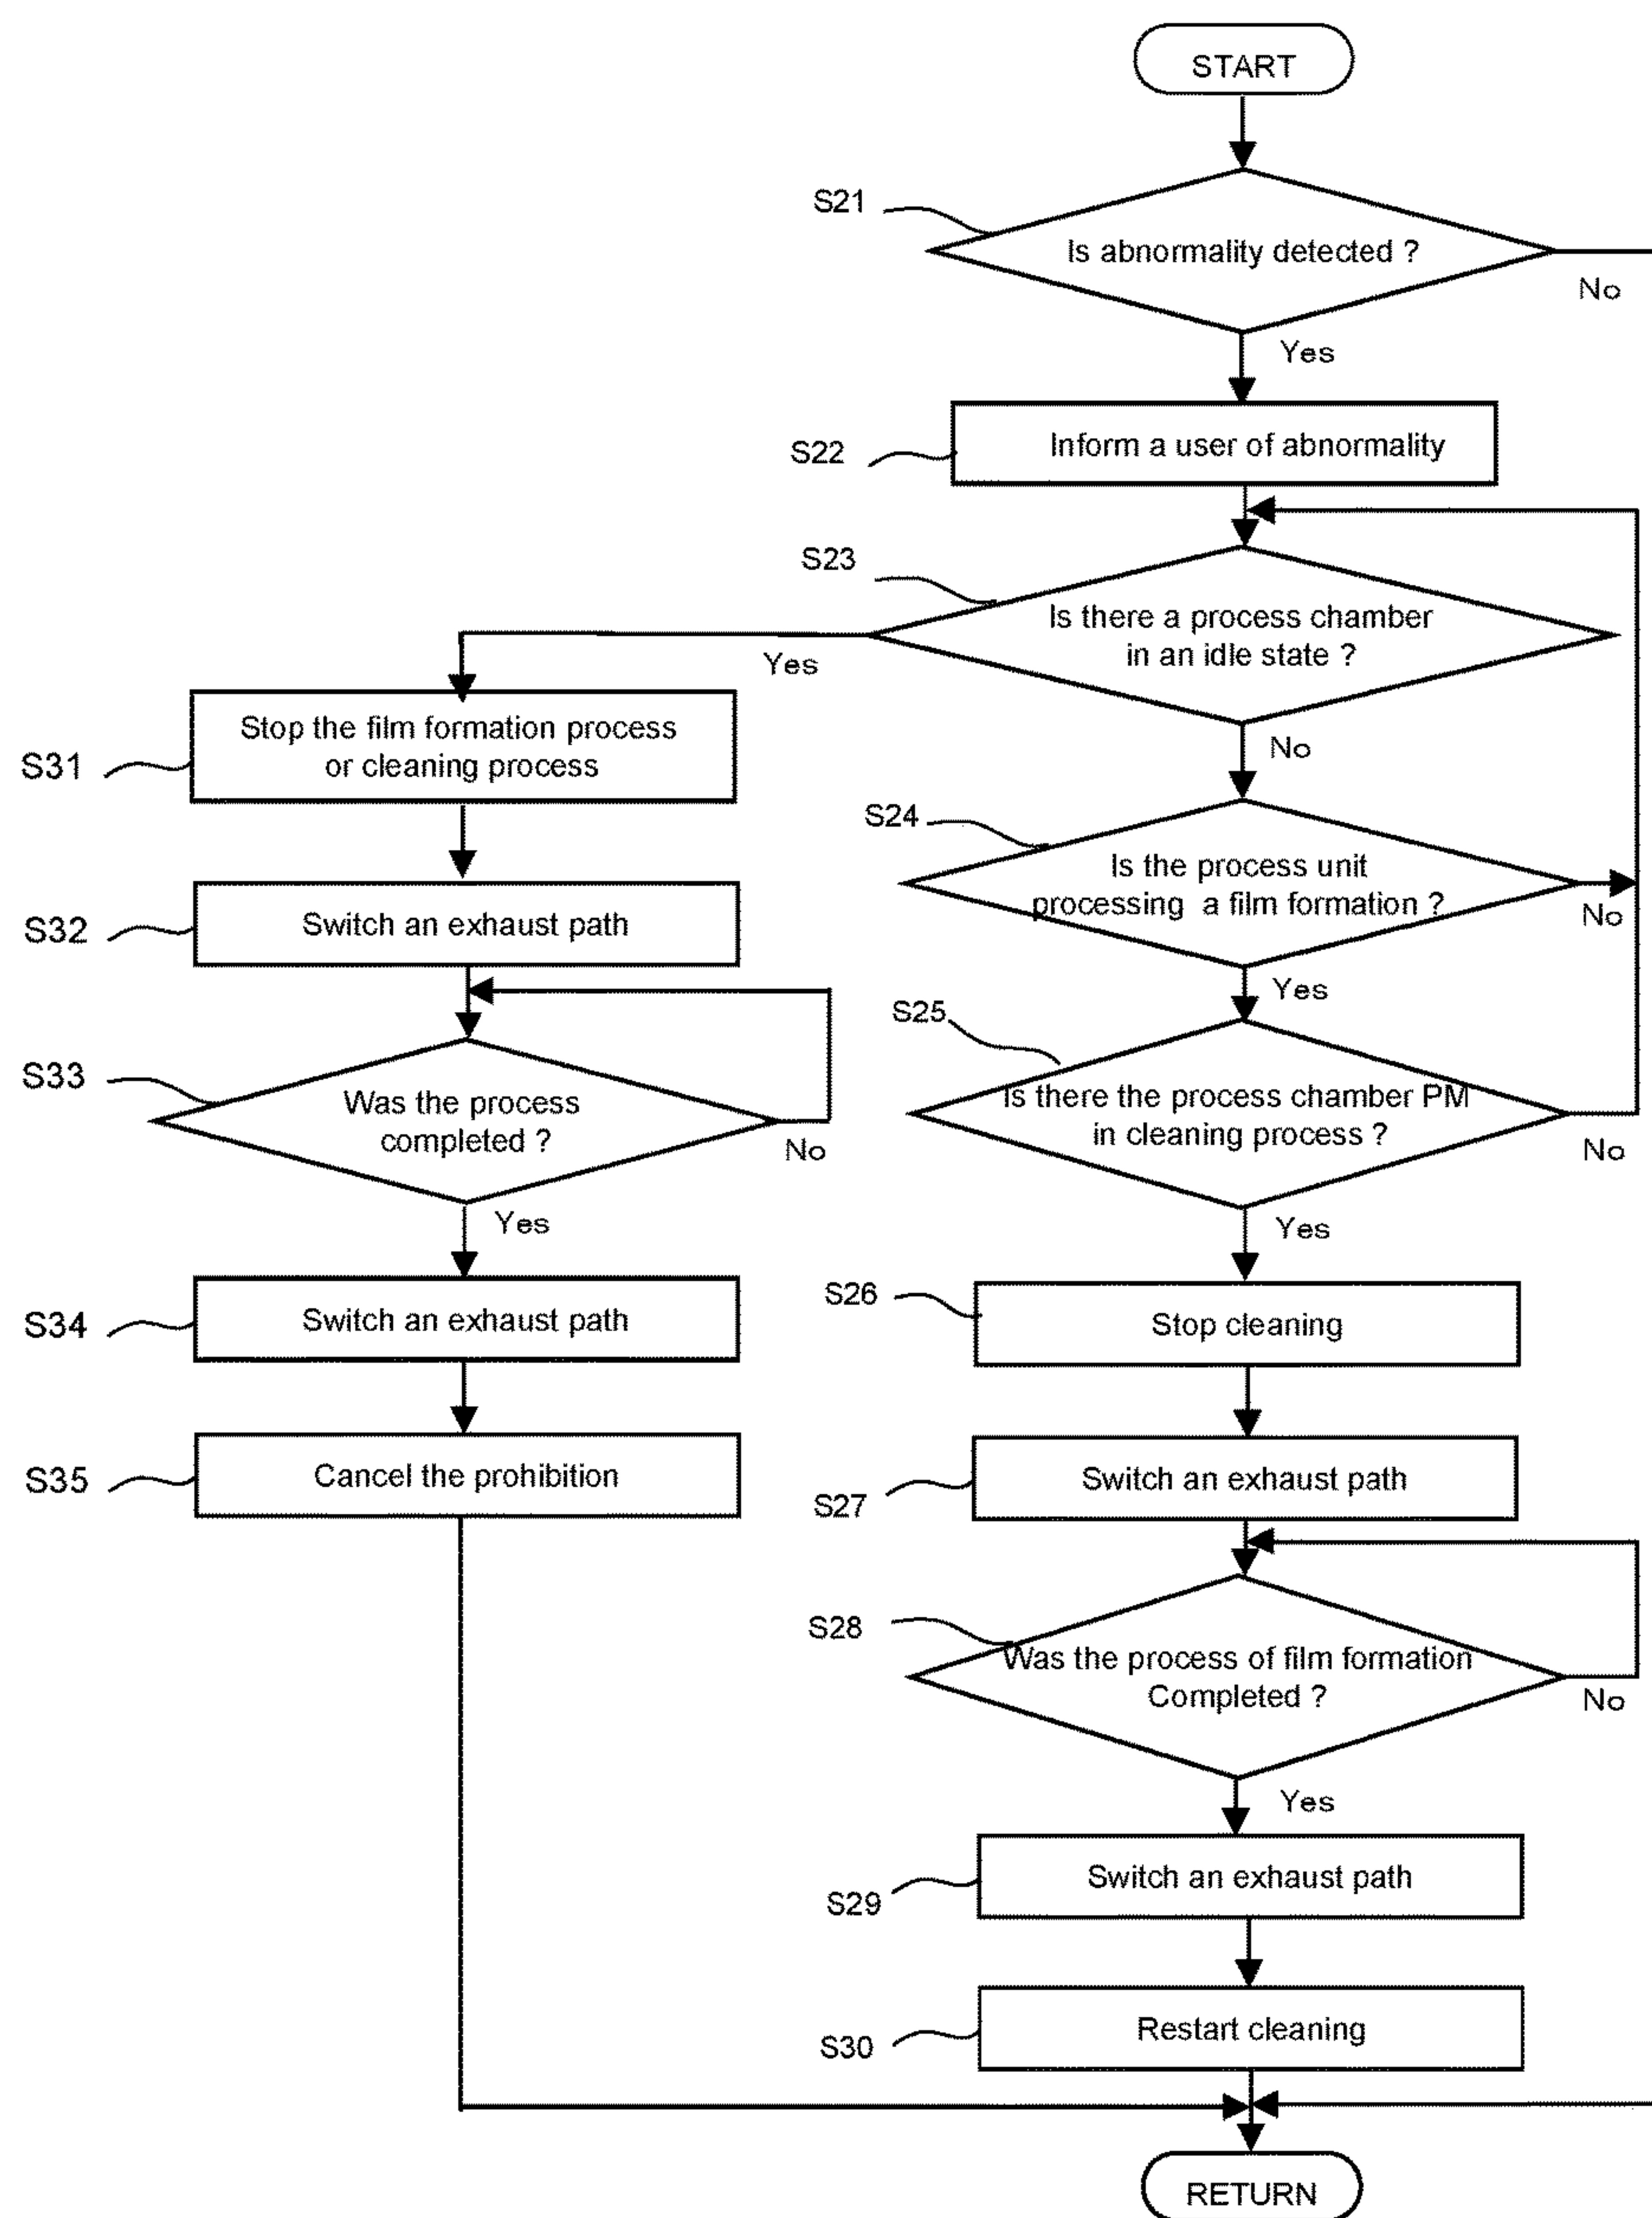 START
S21
Is abnormality detected ?
No
Yes
S22
Inform a user of abnormality
S23
Is there a process chamber
in an idle state ?
Yes
No
S31
Stop the film formation process
or cleaning process
S24
Is the process unit
processing a film formation ?
No
Yes
S32
Switch an exhaust path
S25
Is there the process chamber PM
in cleaning process ?
No
Yes
S33
Was the process
completed ?
No
Yes
S26
Stop cleaning
S34
Switch an exhaust path
S27
Switch an exhaust path
S35
Cancel the prohibition
S28
Was the process of film formation
Completed ?
No
Yes
S29
Switch an exhaust path
S30
Restart cleaning
RETURN